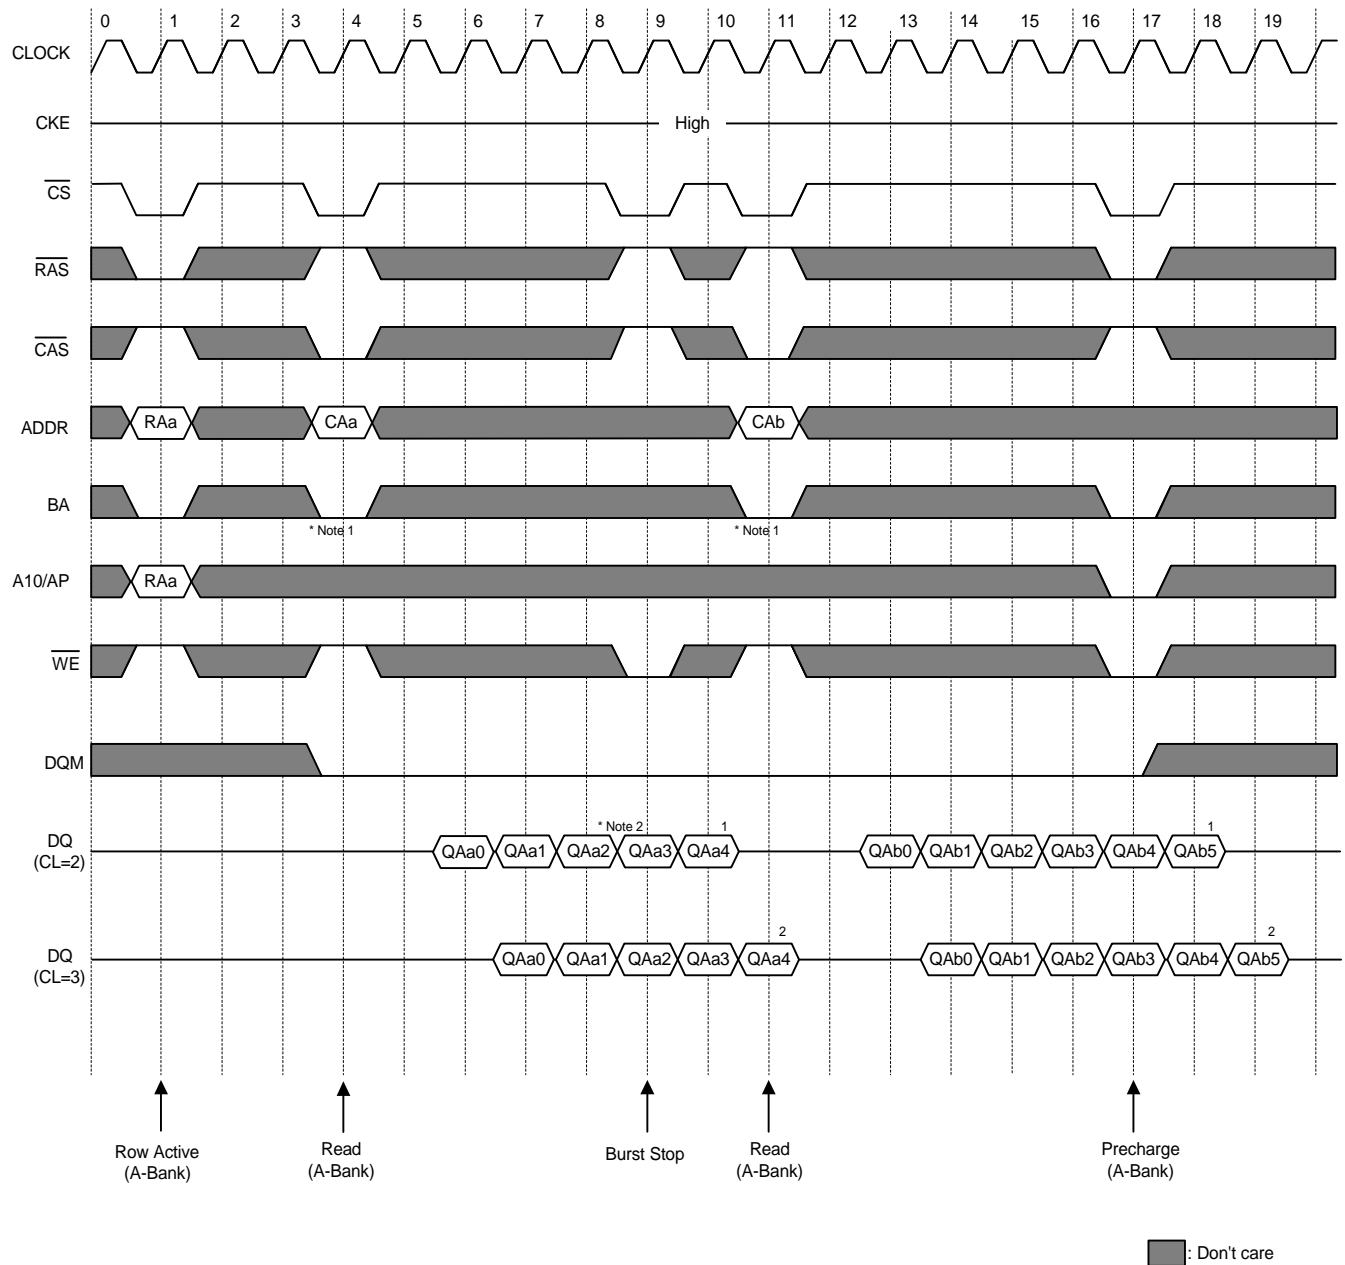 0 1 2 3 4 5 6 7 8 9 10 11 12 13 14 15 16 17 18 19
CLOCK
CKE High
CS
RAS
CAS
ADDR RAa CAa CAb
BA
* Note 1 * Note 1
A10/AP RAa
WE
DQM
* Note 2 1 1
DQ
(CL=2)
QAa0 QAa1 QAa2 QAa3 QAa4 QAb0 QAb1 QAb2 QAb3 QAb4 QAb5
2 2
DQ
(CL=3)
QAa0 QAa1 QAa2 QAa3 QAa4 QAb0 QAb1 QAb2 QAb3 QAb4 QAb5
Row Active
(A-Bank)
Read
(A-Bank)
Burst Stop
Read
(A-Bank)
Precharge
(A-Bank)
: Don't care